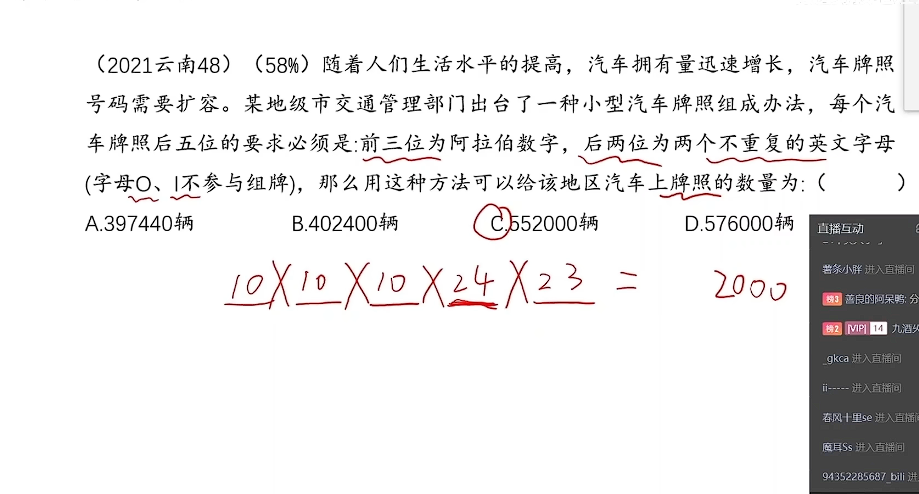 （2021云南48）（58%）随着人们生活水平的提高，汽车拥有量迅速增长，汽车牌照
号码需要扩容。某地级市交通管理部门出台了一种小型汽车牌照组成办法，每个汽
车牌照后五位的要求必须是:前三位为阿拉伯数字，后两位为两个不重复的英文字母
(字母O、I不参与组牌)，那么用这种方法可以给该地区汽车上牌照的数量为:（ ）
A.397440辆 B.402400辆 C.552000辆 D.576000辆
10×10×10×24×23= 2000
直播互动
薯条小胖 进入直播间
榜3 善良的阿呆鸭: 分
榜2 [VIP] 14 九酒火
_gkca 进入直播间
ii----- 进入直播间
春风十里se 进入直播
魔耳Ss 进入直播间
94352285687_bili 进